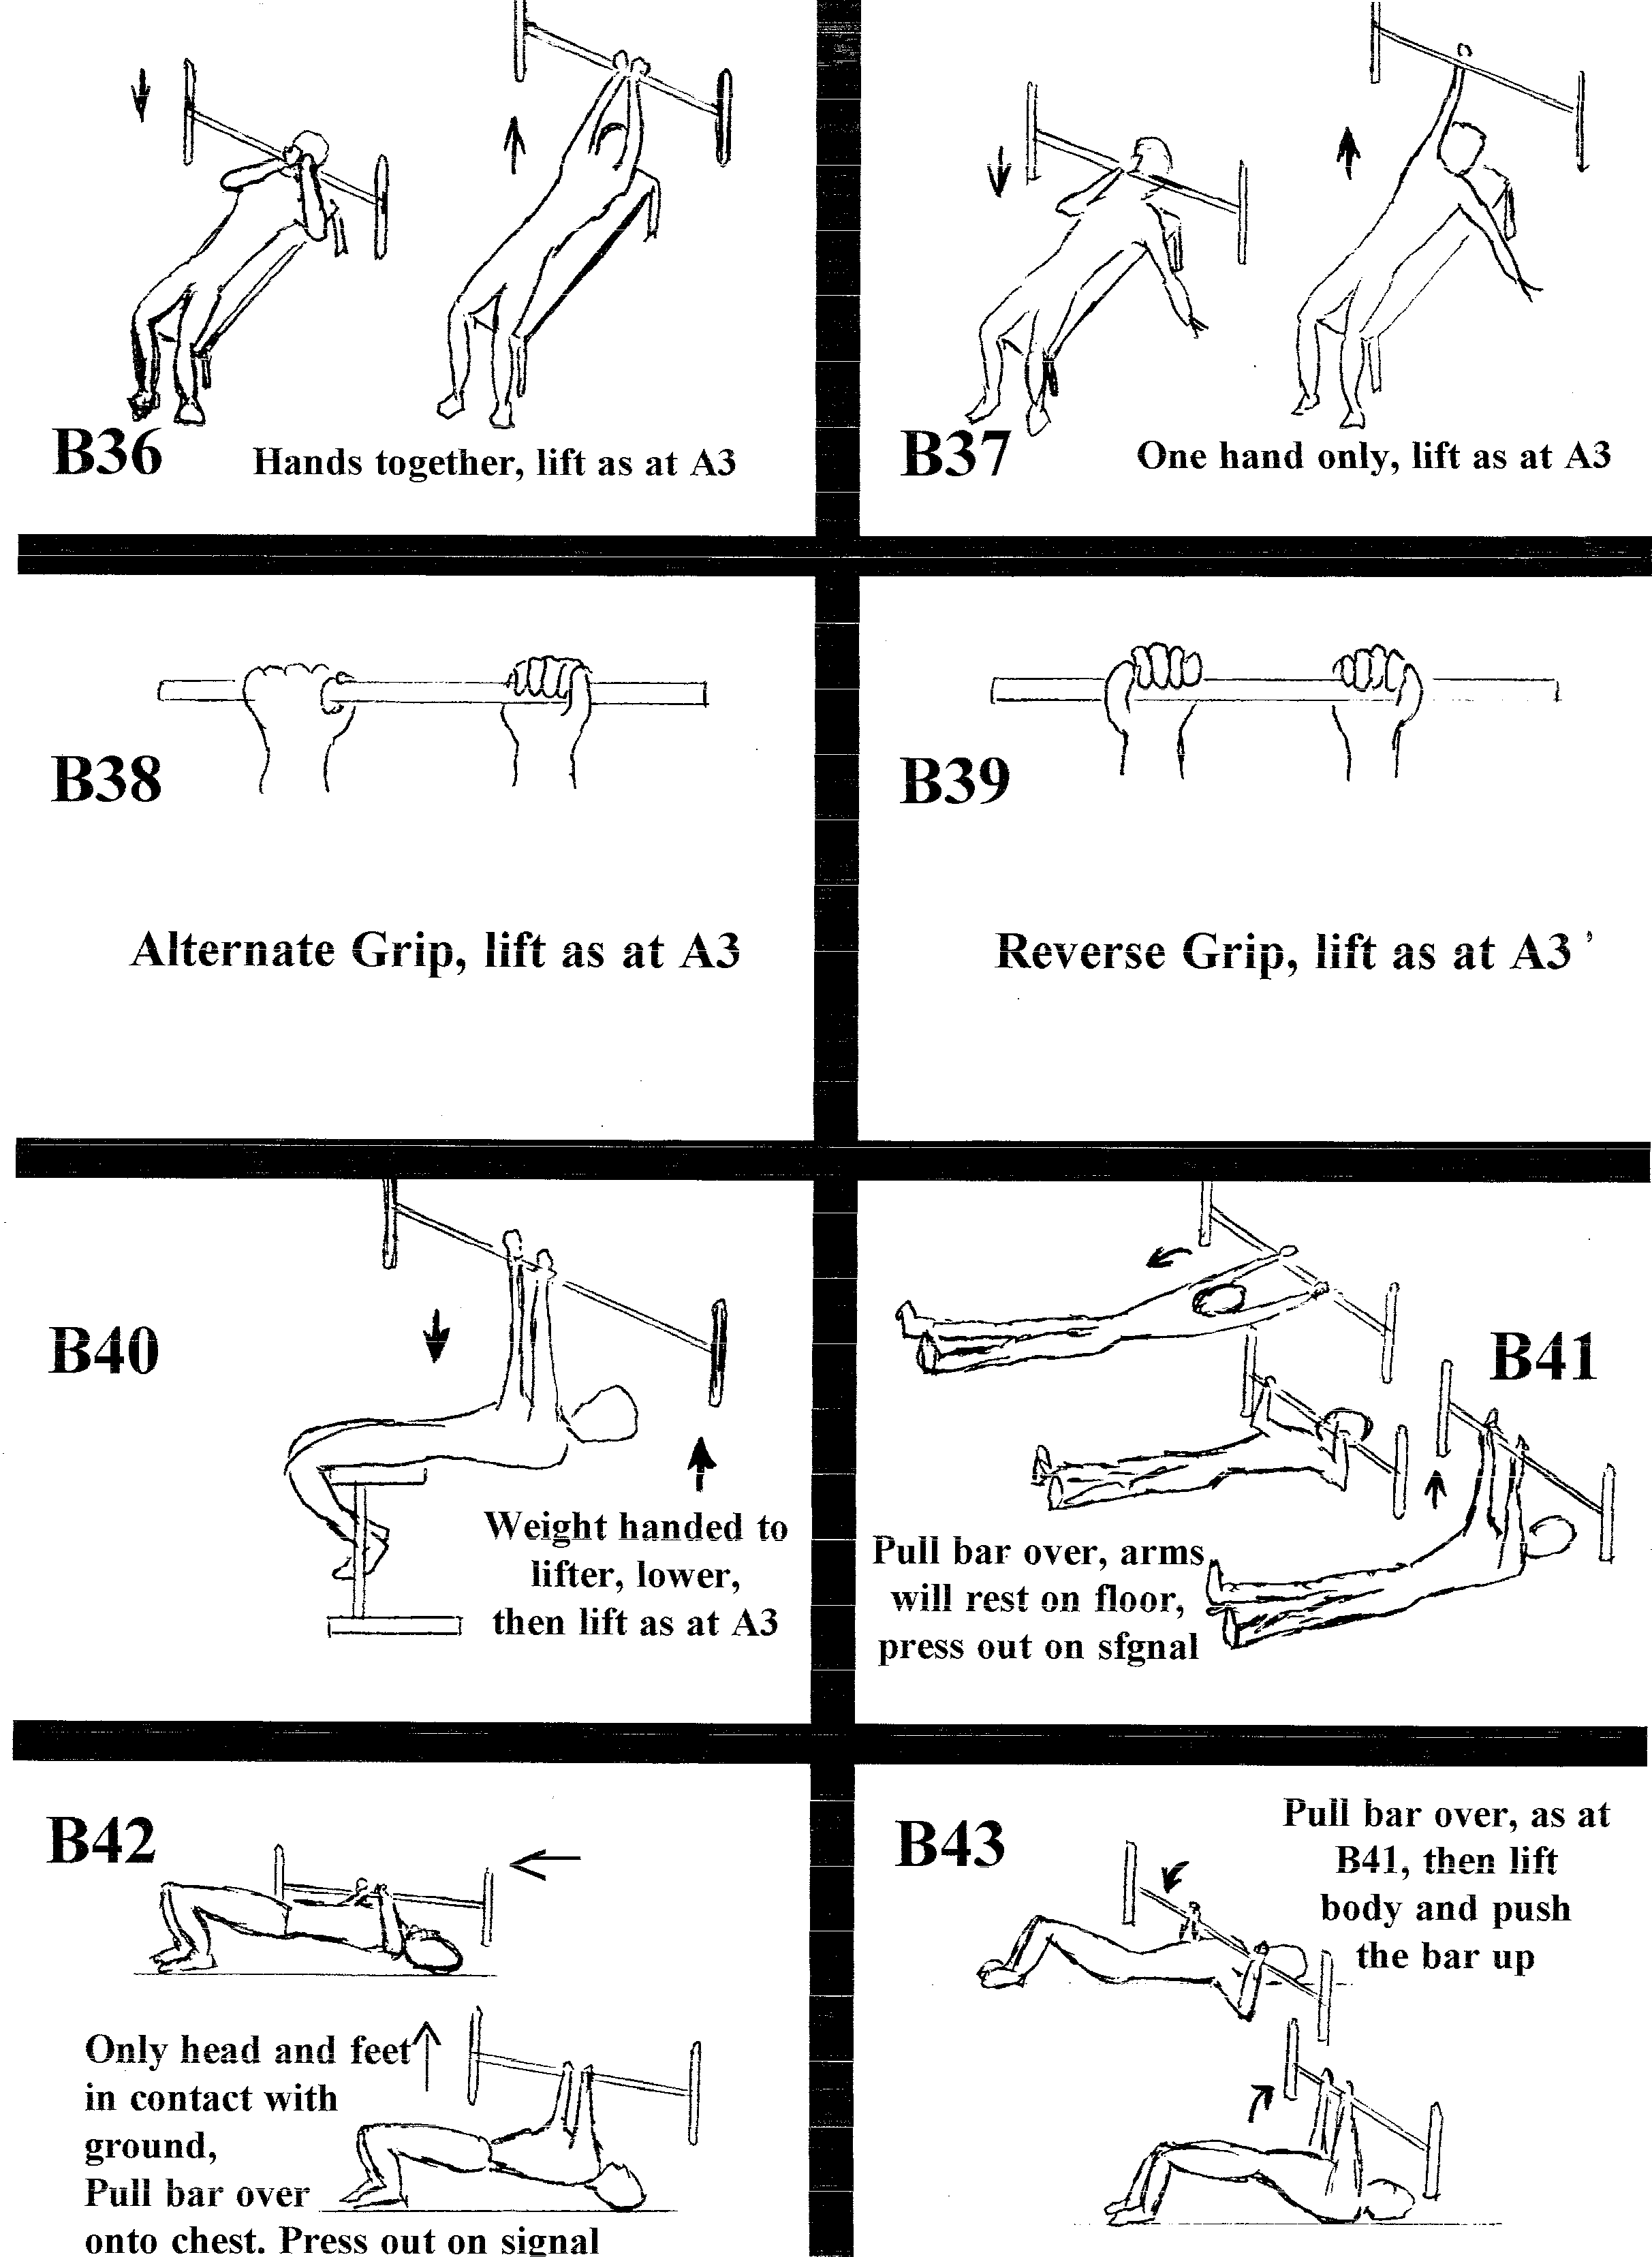 B36
Hands together, lift as at A3
B37
One hand only, lift as at A3
B38
Alternate Grip, lift as at A3
B39
Reverse Grip, lift as at A3
B40
Weight handed to
lifter, lower,
then lift as at A3
B41
Pull bar over, arms
will rest on floor,
press out on sfgnal
B42
Only head and feet
in contact with
ground,
Pull bar over
onto chest. Press out on signal
B43
Pull bar over, as at
B41, then lift
body and push
the bar up